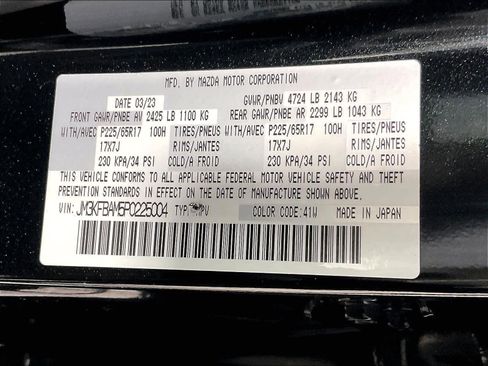 MFD. BY MAZDA MOTOR CORPORATION
DATE 03/23 GVWR/PNBV 4724 LB 2143 KG
FRONT GAWR/PNBE AV 2425 LB 1100 KG REAR GAWR/PNBE AR 2299 LB 1043 KG
WITH/AVEC P225/65R17 100H TIRES/PNEUS WITH/AVEC P225/65R17 100H TIRES/PNEUS
17X7J RIMS/JANTES 17X7J RIMS/JANTES
230 KPA/34 PSI COLD/A FROID 230 KPA/34 PSI COLD/A FROID
THIS VEHICLE CONFORMS TO ALL APPLICABLE FEDERAL MOTOR VEHICLE SAFETY AND THEFT
PREVENTION STANDARDS IN EFFECT ON THE DATE OF MANUFACTURE SHOWN ABOVE.
VIN: JM3KFBAM5P0225004 TYPE: MPV COLOR CODE: 41W MADE IN JAPAN